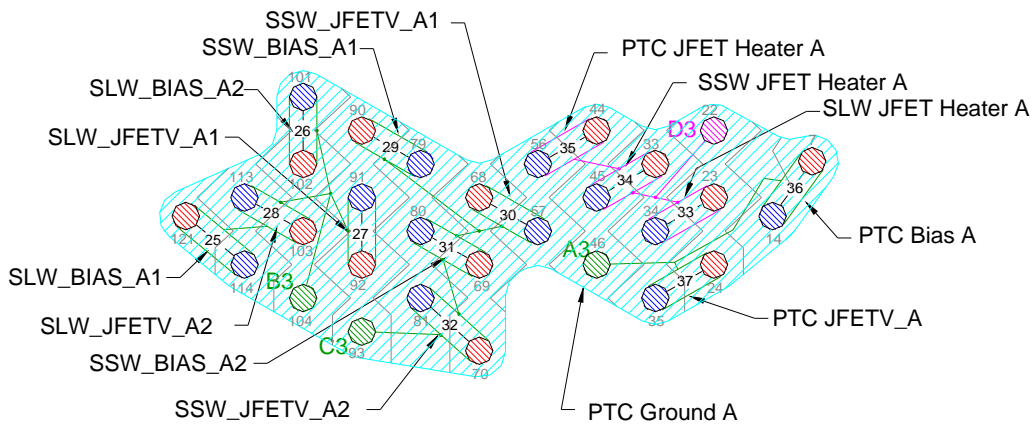 SSW_JFETV_A1
SSW_BIAS_A1
PTC JFET Heater A
SLW_BIAS_A2
SSW JFET Heater A
SLW_JFETV_A1
SLW JFET Heater A
101
90
44
22
7
26
29
79
56
35
33
D3
102
34
36
113
91
68
45
23
28
80
30
57
34
33
14
PTC Bias A
121
25
103
27
31
46
A3
37
24
SLW_BIAS_A1
114
B3
92
69
104
81
32
35
PTC JFETV_A
SLW_JFETV_A2
C3
93
70
SSW_BIAS_A2
SSW_JFETV_A2
PTC Ground A